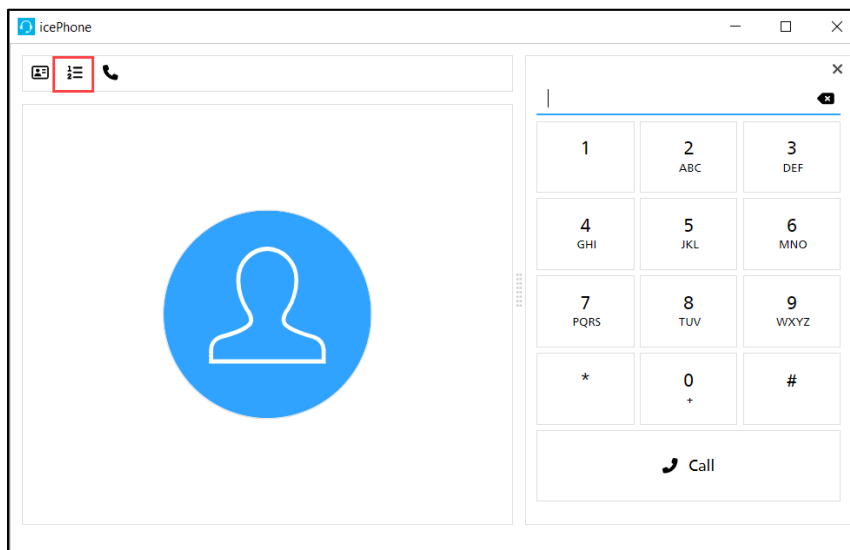 icePhone
1
2
3
ABC
DEF
4
5
6
GHI
JKL
MNO
7
8
9
PQRS
TUV
WXYZ
*
0
#
+
Call